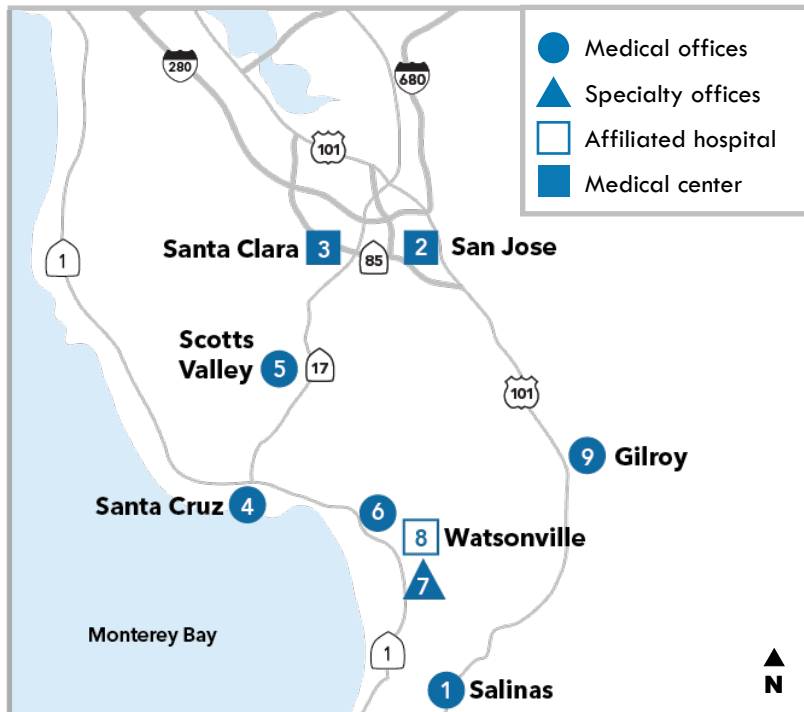 280
680
Medical offices
Specialty offices
Affiliated hospital
Medical center
101
1
Santa Clara 3
85
2 San Jose
Scotts
Valley 5
17
101
9 Gilroy
Santa Cruz 4
6
8 Watsonville
7
Monterey Bay
1
1 Salinas
N